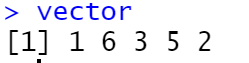 > vector
[1] 1 6 3 5 2